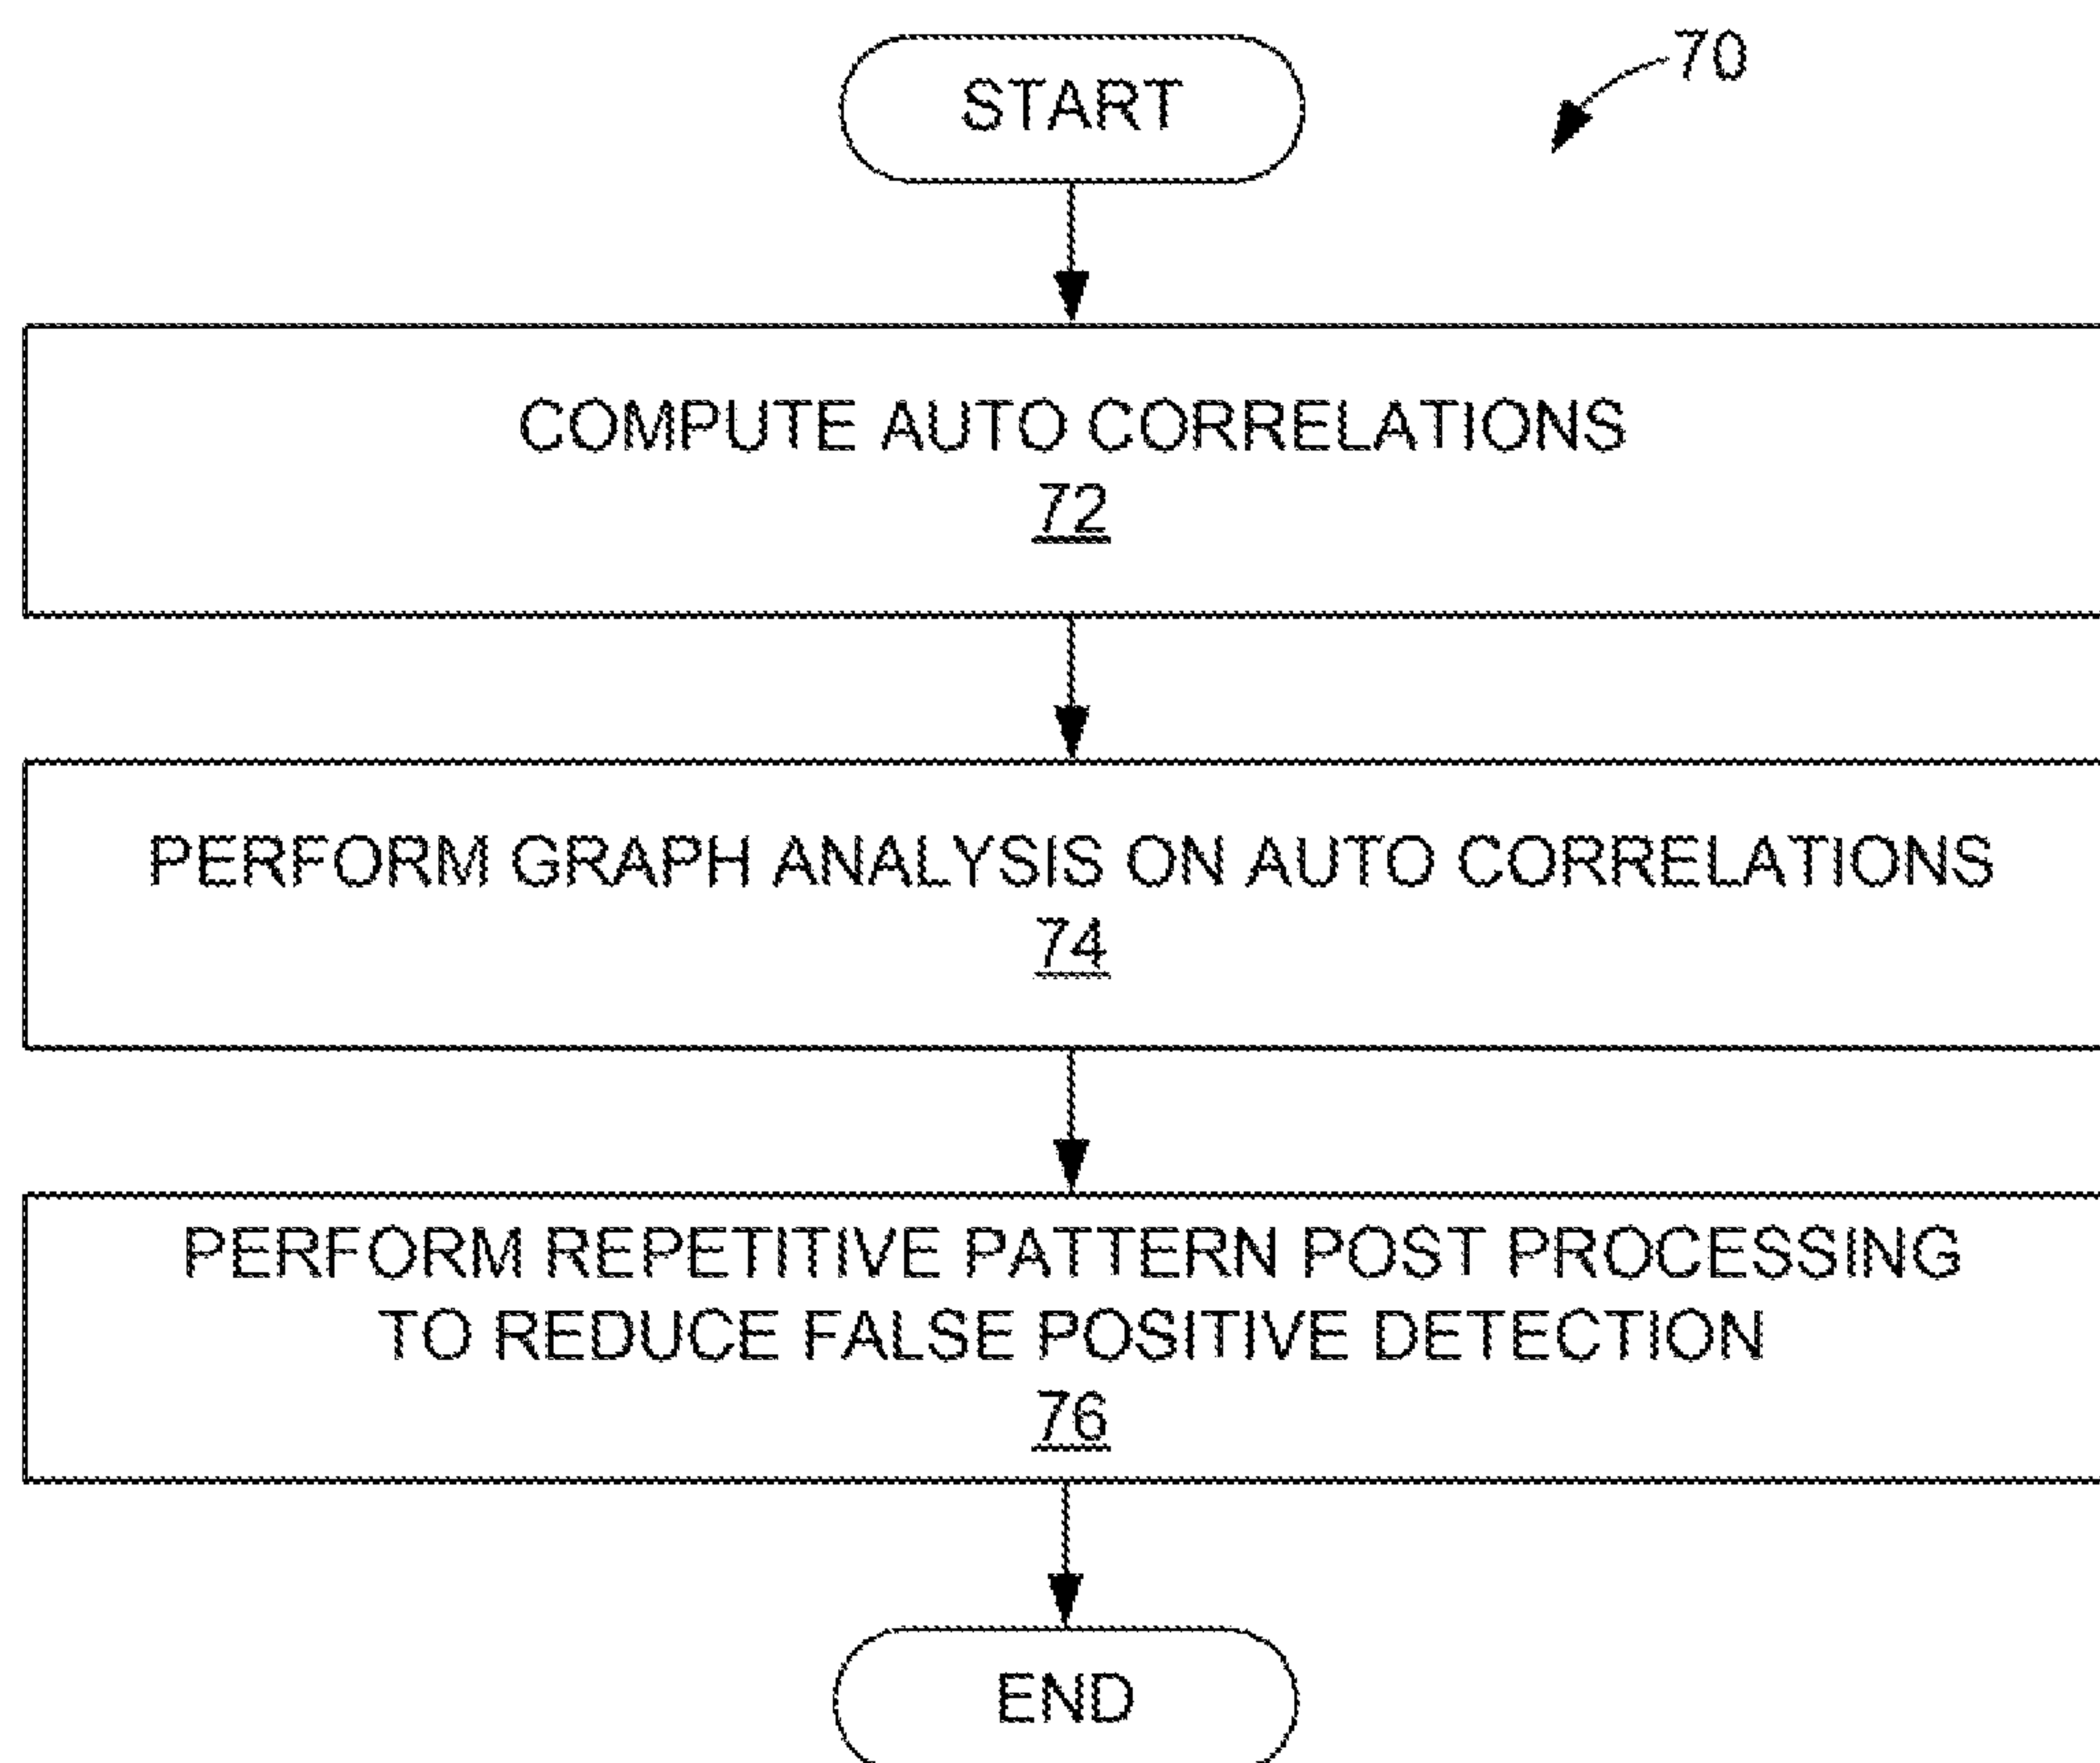 START
70
COMPUTE AUTO CORRELATIONS
72
PERFORM GRAPH ANALYSIS ON AUTO CORRELATIONS
74
PERFORM REPETITIVE PATTERN POST PROCESSING
TO REDUCE FALSE POSITIVE DETECTION
76
END